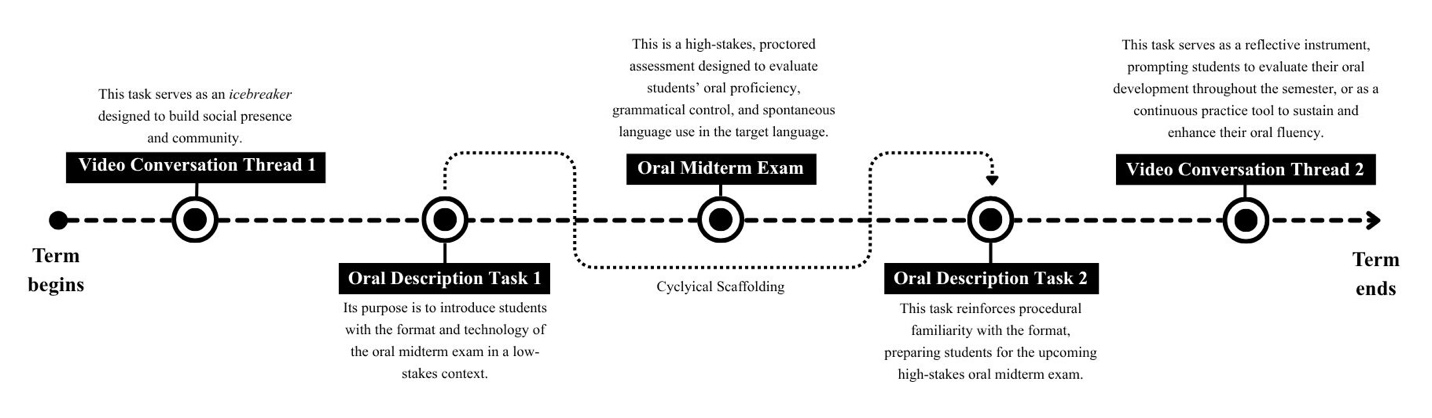 This task serves as an icebreaker
designed to build social presence
and community.
Video Conversation Thread 1
Term
begins
Oral Description Task 1
Its purpose is to introduce students
with the format and technology of
the oral midterm exam in a low-
stakes context.
This is a high-stakes, proctored
assessment designed to evaluate
students’ oral proficiency,
grammatical control, and spontaneous
language use in the target language.
Oral Midterm Exam
Cyclyical Scaffolding
Oral Description Task 2
This task reinforces procedural
familiarity with the format,
preparing students for the upcoming
high-stakes oral midterm exam.
This task serves as a reflective instrument,
prompting students to evaluate their oral
development throughout the semester, or as a
continuous practice tool to sustain and
enhance their oral fluency.
Video Conversation Thread 2
Term
ends